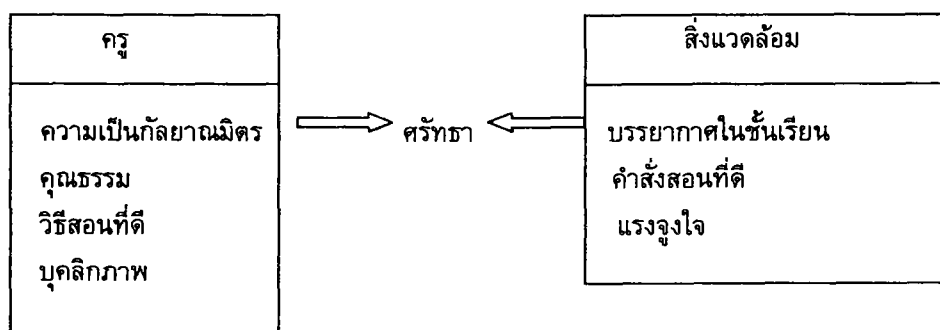 ครู
ความเป็นกัลยาณมิตร
คุณธรรม
วิธีสอนที่ดี
บุคลิกภาพ
ศรัทธา
สิ่งแวดล้อม
บรรยากาศในชั้นเรียน
คำสั่งสอนที่ดี
แรงจูงใจ